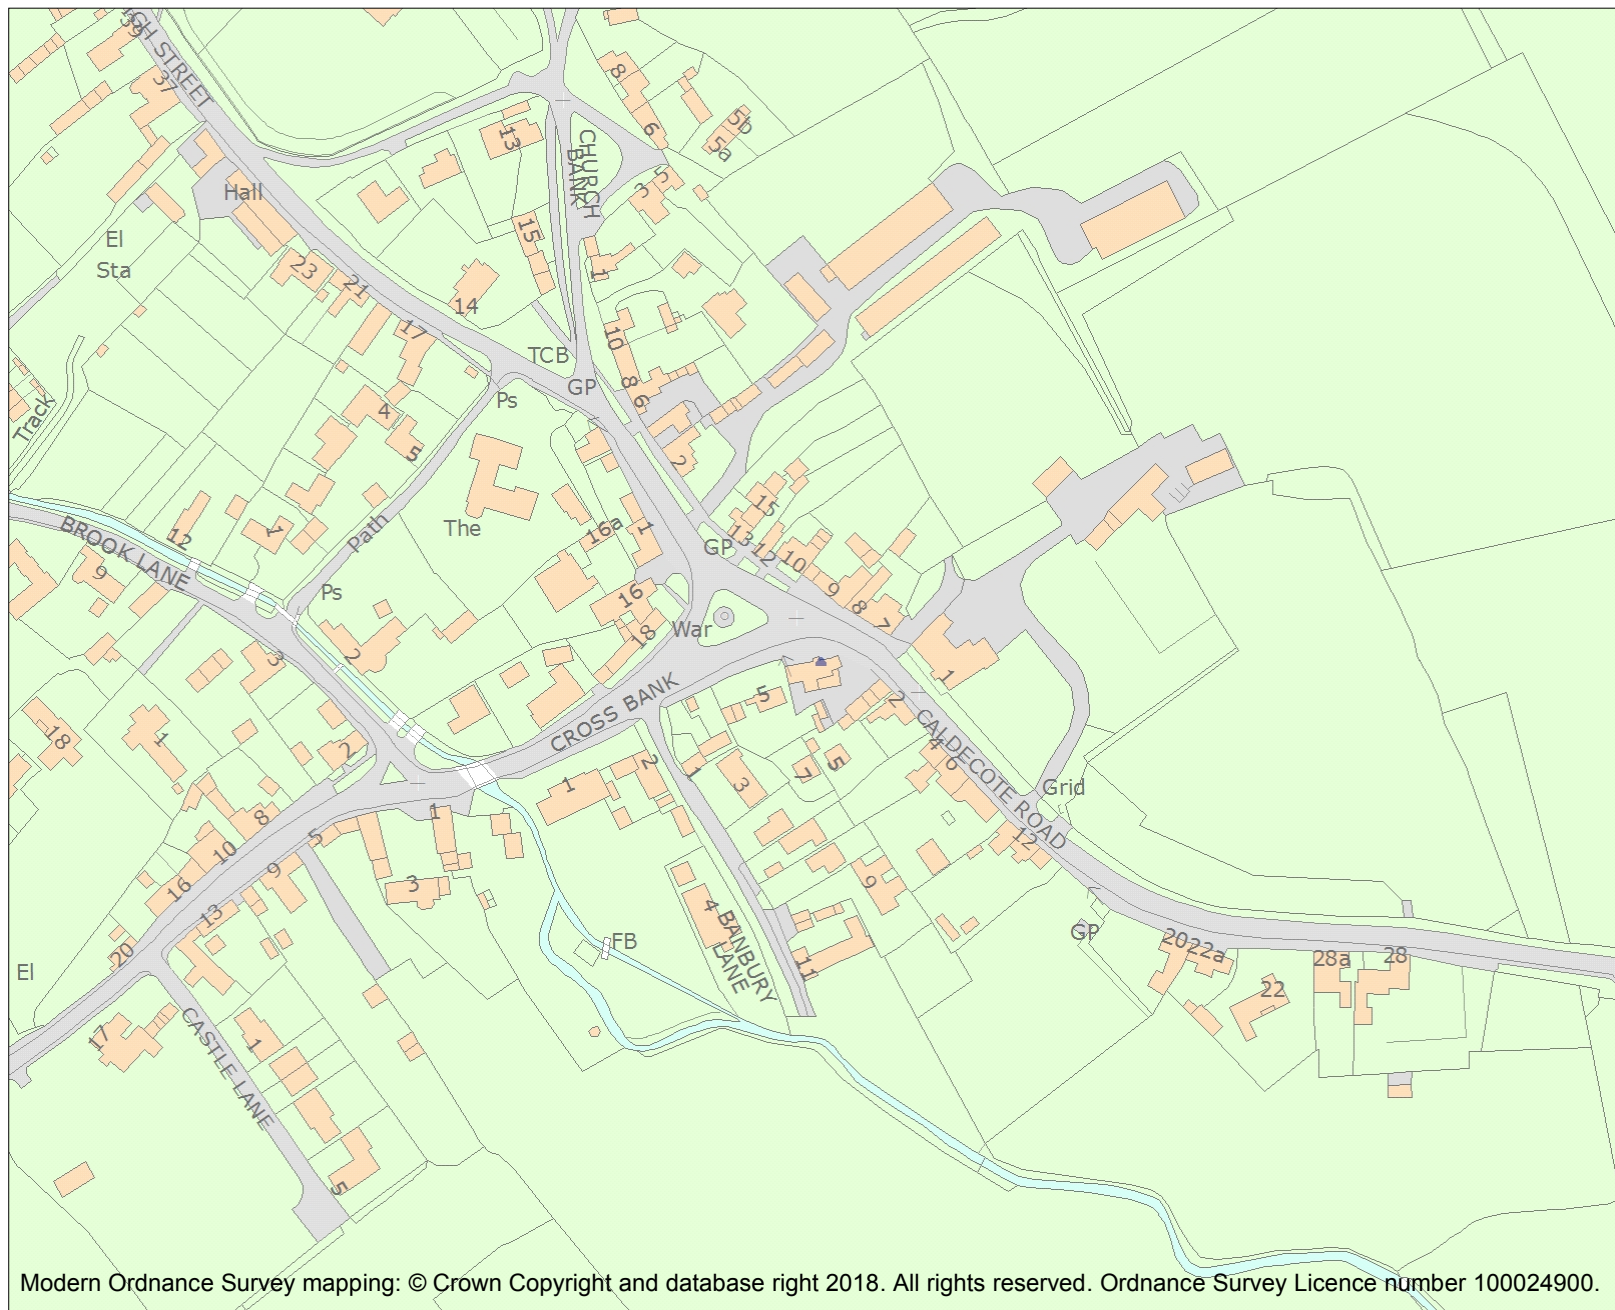 39
GH STREET
37
8
6
5b
5a
13
CHURCH
BANK
Hall
3
5
El
Sta
15
1
23
21
14
17
10
TCB
GP
8
6
Ps
Track
4
5
2
The
15
16a
1
13
12
10
GP
BROOK LANE
12
1
Path
9
Ps
9
8
7
16
18
War
2
3
1
5
2
CROSS BANK
CALDECOTE ROAD
18
1
2
4
6
2
1
3
7
5
1
Grid
8
1
5
12
10
9
16
3
9
13
4
BANBURY
LANE
GP
20
22a
FB
11
20
El
28a
28
22
17
CASTLE LANE
1
5
Modern Ordnance Survey mapping: © Crown Copyright and database right 2018. All rights reserved. Ordnance Survey Licence number 100024900.